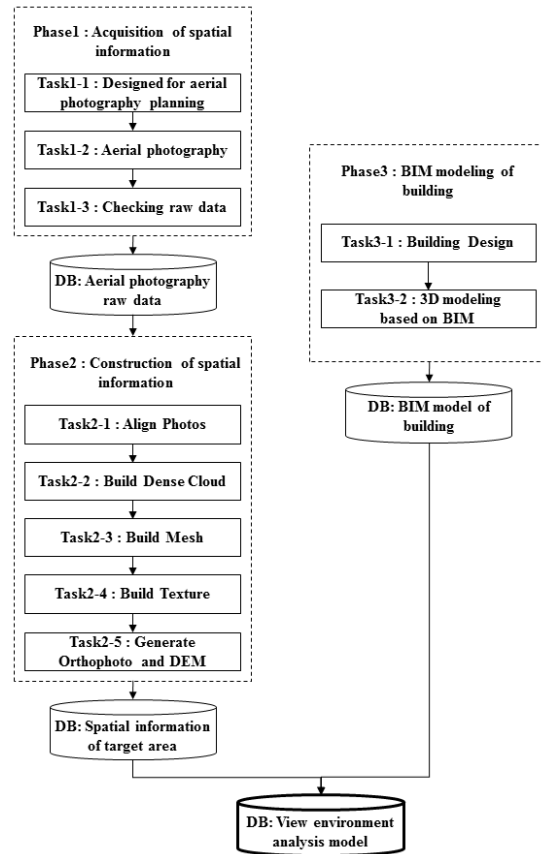 Phase1 : Acquisition of spatial
information
Task1-1 : Designed for aerial
photography planning
Task1-2 : Aerial photography
Task1-3 : Checking raw data
DB: Aerial photography
raw data
Phase2 : Construction of spatial
information
Task2-1 : Align Photos
Task2-2 : Build Dense Cloud
Task2-3 : Build Mesh
Task2-4 : Build Texture
Task2-5 : Generate
Orthophoto and DEM
DB: Spatial information
of target area
Phase3 : BIM modeling of
building
Task3-1 : Building Design
Task3-2 : 3D modeling
based on BIM
DB: BIM model of
building
DB: View environment
analysis model